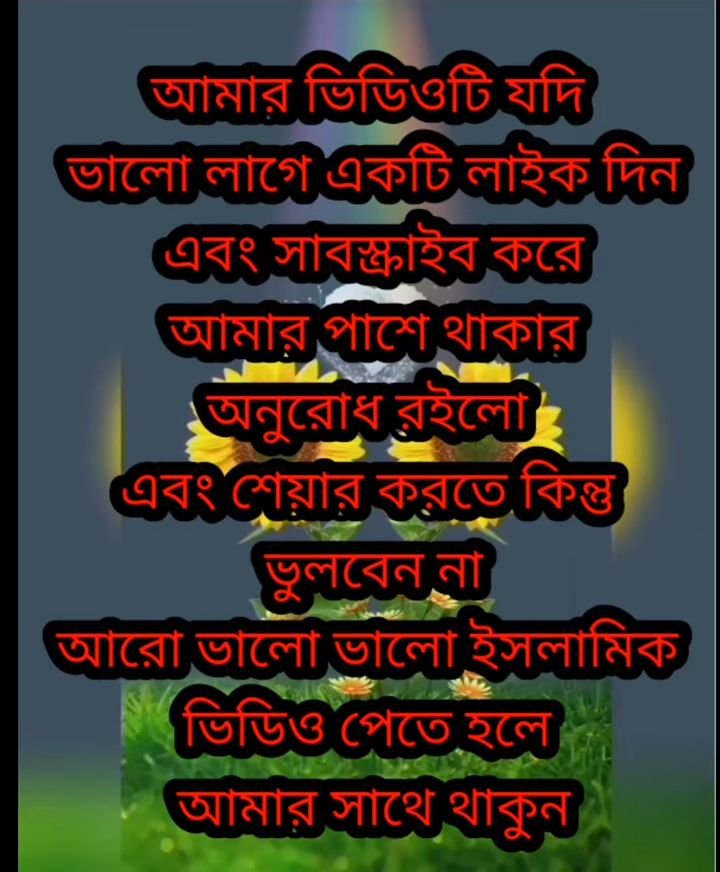 আমার ভিডিওটি যদি
ভালো লাগে একটি লাইক দিন
এবং সাবস্ক্রাইব করে
আমার পাশে থাকার
অনুরোধ রইলো
এবং শেয়ার করতে কিন্তু
ভুলবেন না
আরো ভালো ভালো ইসলামিক
ভিডিও পেতে হলে
আমার সাথে থাকুন